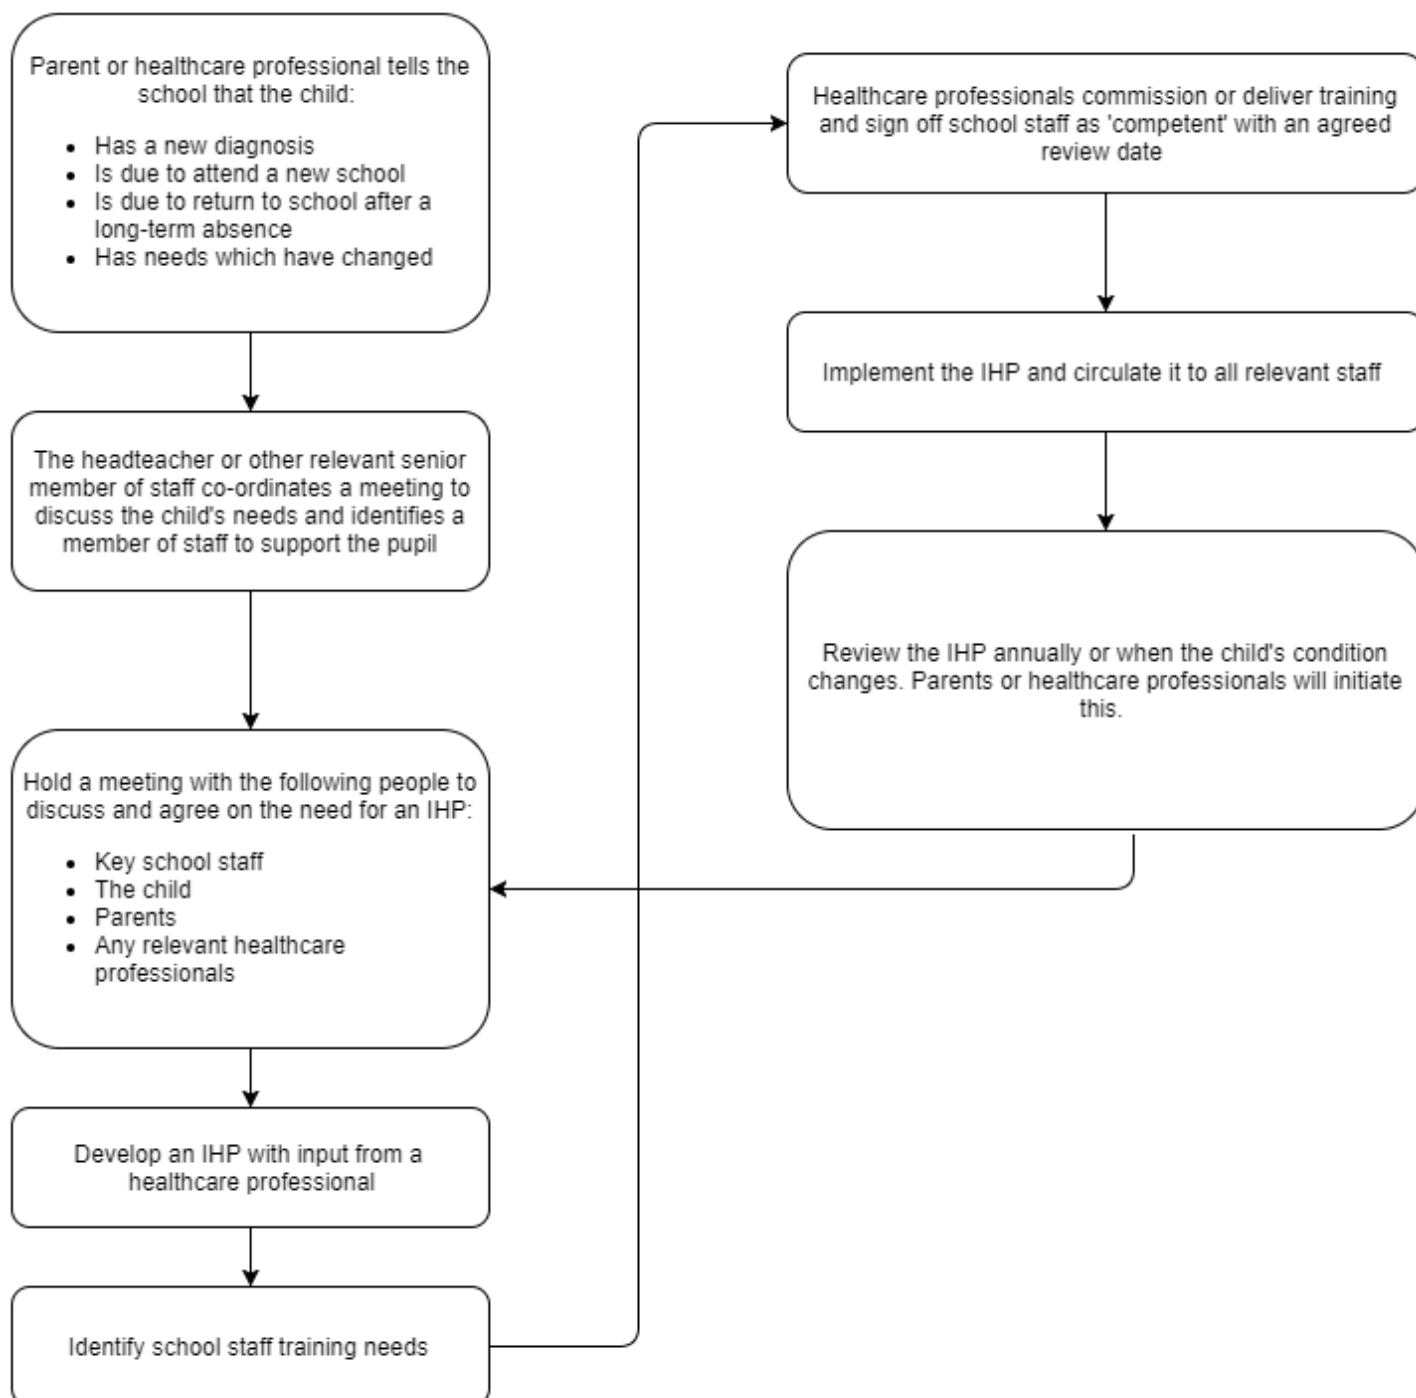 Parent or healthcare professional tells the
school that the child:
• Has a new diagnosis
• Is due to attend a new school
• Is due to return to school after a
long-term absence
• Has needs which have changed
The headteacher or other relevant senior
member of staff co-ordinates a meeting to
discuss the child's needs and identifies a
member of staff to support the pupil
Hold a meeting with the following people to
discuss and agree on the need for an IHP:
• Key school staff
• The child
• Parents
• Any relevant healthcare
professionals
Develop an IHP with input from a
healthcare professional
Identify school staff training needs
Healthcare professionals commission or deliver training
and sign off school staff as 'competent' with an agreed
review date
Implement the IHP and circulate it to all relevant staff
Review the IHP annually or when the child's condition
changes. Parents or healthcare professionals will initiate
this.